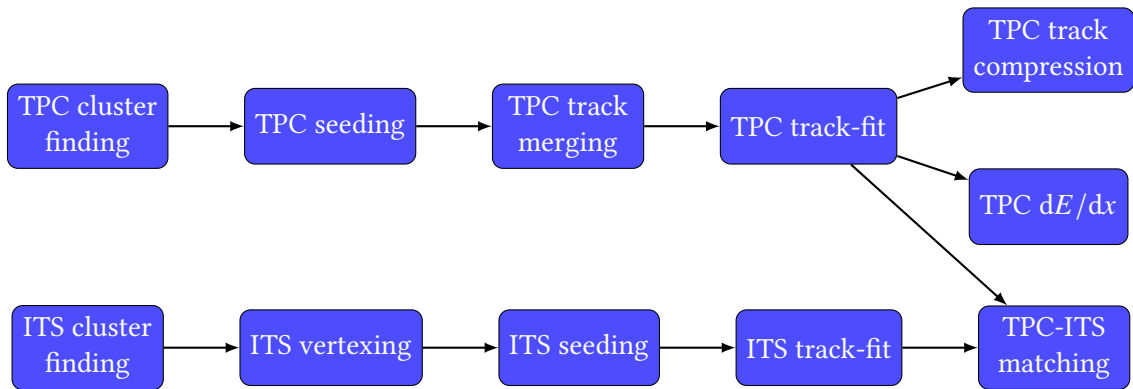 TPC track
compression
TPC cluster
finding
TPC seeding
TPC track
merging
TPC track-fit
TPC dE/dx
ITS cluster
finding
ITS vertexing
ITS seeding
ITS track-fit
TPC-ITS
matching